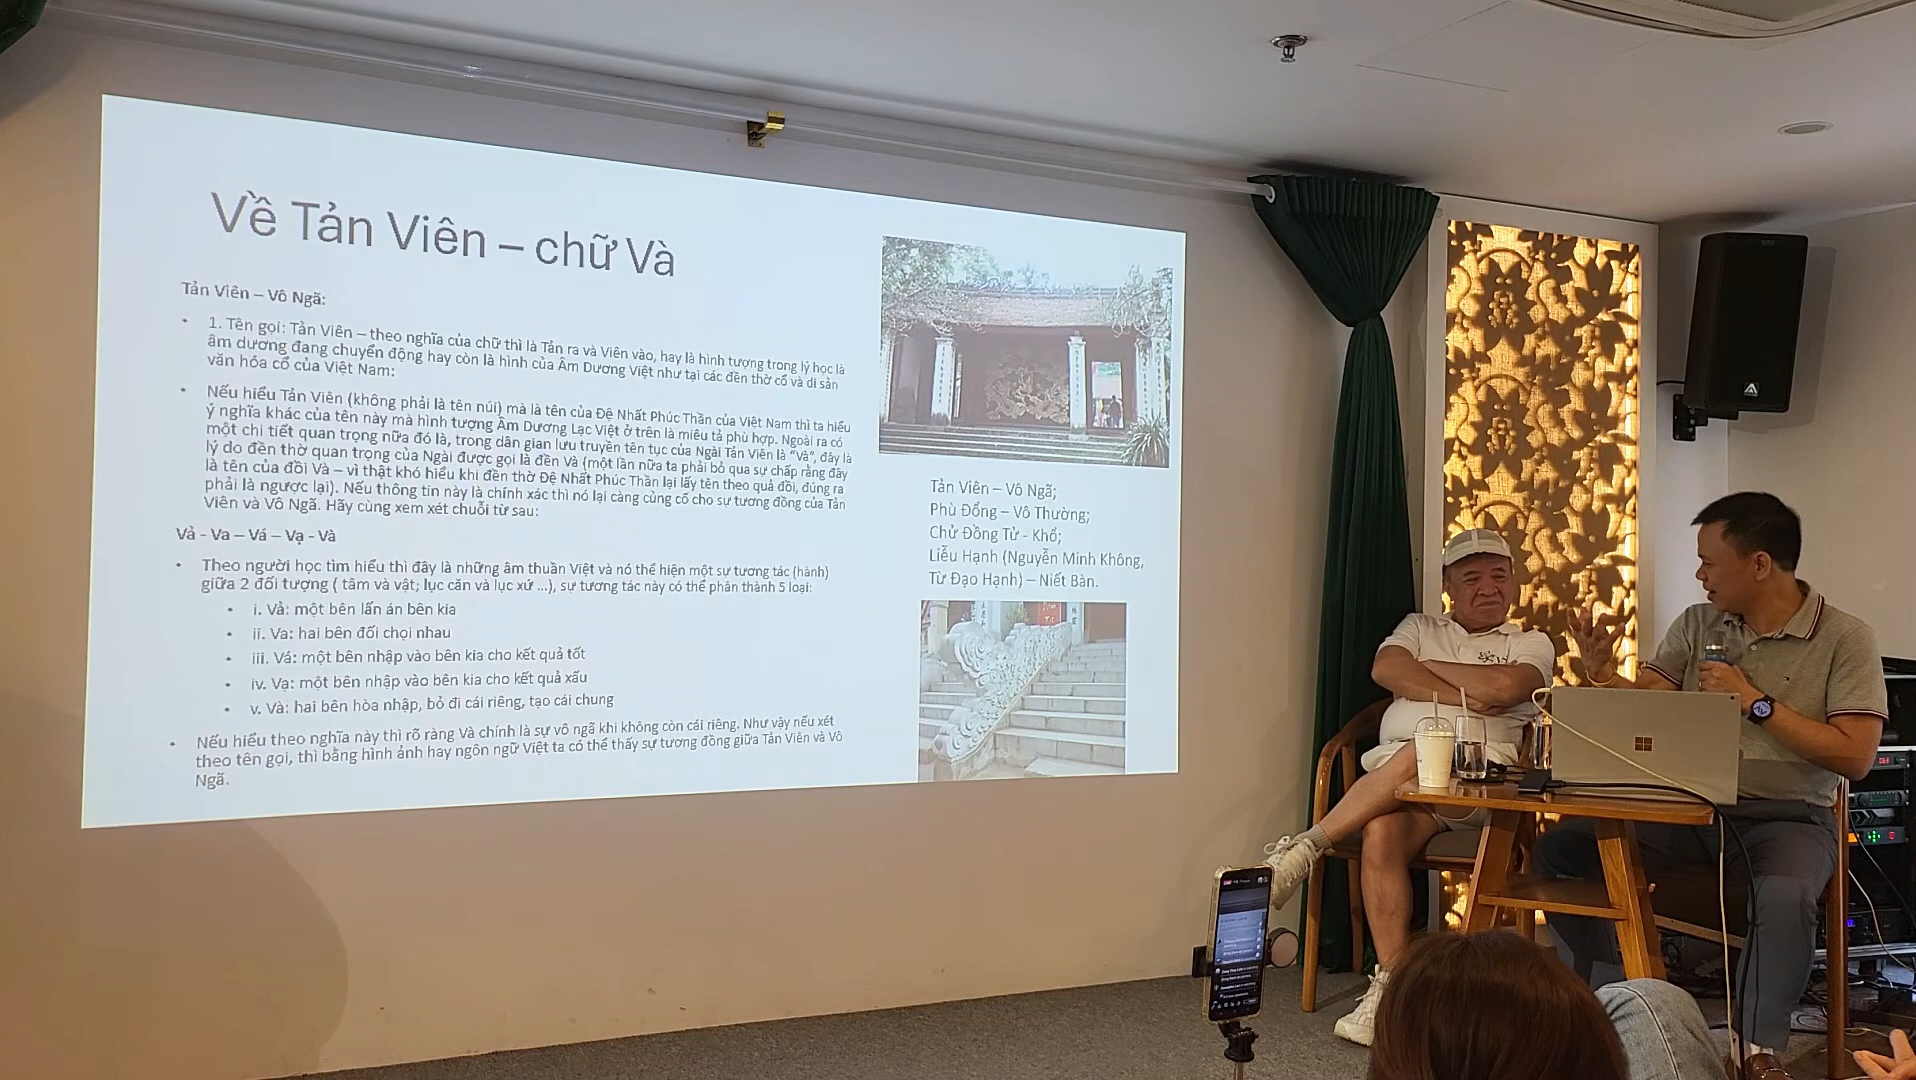 Về Tản Viên – chữ Và
Tản Viên – Vô Ngã:
• 1. Tên gọi: Tản Viên – theo nghĩa của chữ thì là Tản ra và Viên vào, hay là hình tượng trong lý học là
âm dương đang chuyển động hay còn là hình của Âm Dương Việt như tại các đền thờ cổ và di sản
văn hóa cổ của Việt Nam:
• Nếu hiểu Tản Viên (không phải là tên núi) mà là tên của Đệ Nhất Phúc Thần của Việt Nam thì ta hiểu
ý nghĩa khác của tên này mà hình tượng Âm Dương Lạc Việt ở trên là miêu tả phù hợp. Ngoài ra có
một chi tiết quan trọng nữa đó là, trong dân gian lưu truyền tên tục của Ngài Tản Viên là "Và", đây là
lý do đền thờ quan trọng của Ngài được gọi là đền Và (một lần nữa ta phải bỏ qua sự chấp rằng đây
là tên của đồi Và – vì thật khó hiểu khi đền thờ Đệ Nhất Phúc Thần lại lấy tên theo quả đồi, đúng ra
phải là ngược lại). Nếu thông tin này là chính xác thì nó lại càng củng cố cho sự tương đồng của Tản
Viên và Vô Ngã. Hãy cùng xem xét chuỗi từ sau:
Vả - Va – Vá – Vạ - Và
• Theo người học tìm hiểu thì đây là những âm thuần Việt và nó thể hiện một sự tương tác (hành)
giữa 2 đối tượng ( tâm và vật; lục căn và lục xứ ...), sự tương tác này có thể phân thành 5 loại:
• i. Vả: một bên lấn án bên kia
• ii. Va: hai bên đối chọi nhau
• iii. Vá: một bên nhập vào bên kia cho kết quả tốt
• iv. Vạ: một bên nhập vào bên kia cho kết quả xấu
• v. Và: hai bên hòa nhập, bỏ đi cái riêng, tạo cái chung
• Nếu hiểu theo nghĩa này thì rõ ràng Và chính là sự vô ngã khi không còn cái riêng. Như vậy nếu xét
theo tên gọi, thì bằng hình ảnh hay ngôn ngữ Việt ta có thể thấy sự tương đồng giữa Tản Viên và Vô
Ngã.
Tản Viên – Vô Ngã;
Phù Đổng – Vô Thường;
Chử Đồng Tử - Khổ;
Liễu Hạnh (Nguyễn Minh Không,
Từ Đạo Hạnh) – Niết Bàn.